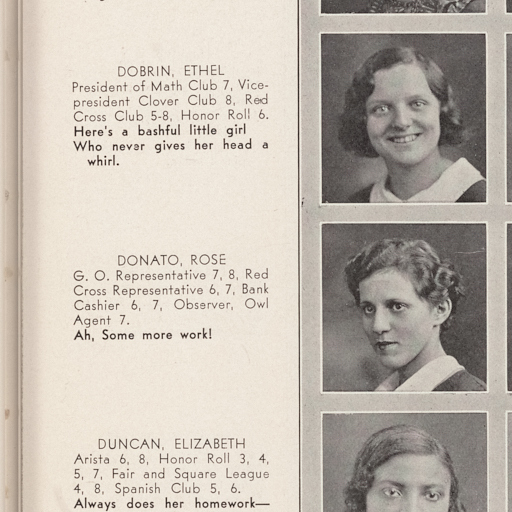 DOBRIN, ETHEL
President of Math Club 7, Vice-
president Clover Club 8, Red
Cross Club 5-8, Honor Roll 6.
Here's a bashful little girl
Who never gives her head a
whirl.
DONATO, ROSE
G. O. Representative 7, 8, Red
Cross Representative 6, 7, Bank
Cashier 6, 7, Observer, Owl
Agent 7.
Ah, Some more work!
DUNCAN, ELIZABETH
Arista 6, 8, Honor Roll 3, 4,
5, 7, Fair and Square League
4, 8, Spanish Club 5, 6.
Always does her homework—